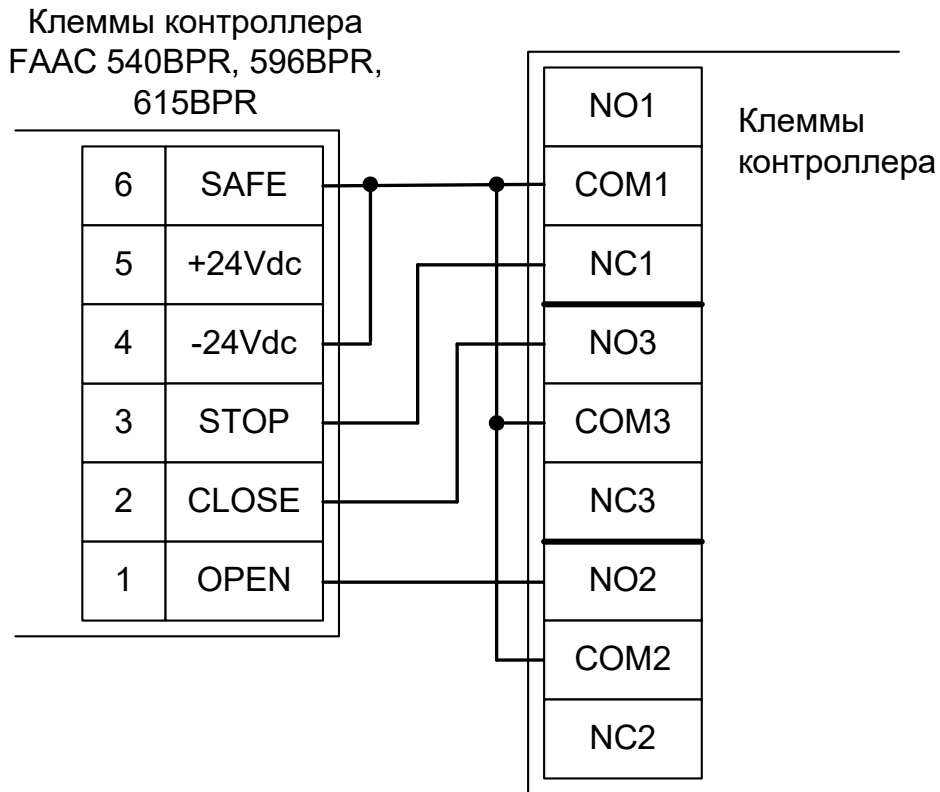 Клеммы контроллера
FAAC 540BPR, 596BPR,
615BPR
6 SAFE
5 +24Vdc
4 -24Vdc
3 STOP
2 CLOSE
1 OPEN
NO1
COM1
NC1
NO3
COM3
NC3
NO2
COM2
NC2
Клеммы
контроллера